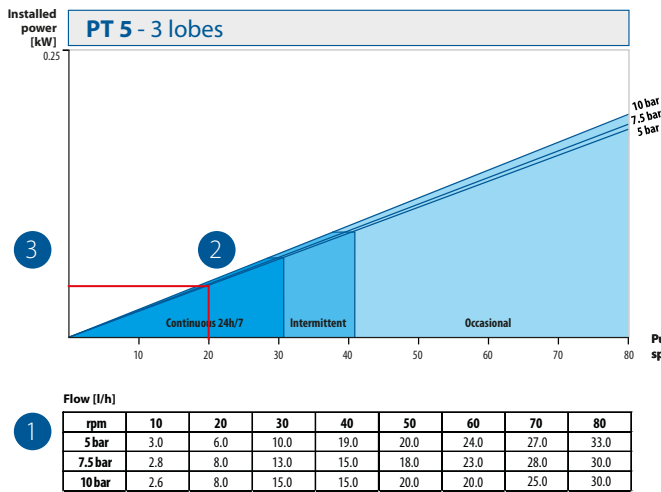 Installed
power
[kW]
PT 5 - 3 lobes
0.25
10 bar
7.5 bar
5 bar
3
2
Continuous 24h/7
Intermittent
Occasional
10 20 30 40 50 60 70 80
Flow [l/h]
1
rpm 10 20 30 40 50 60 70 80
5 bar 3.0 6.0 10.0 19.0 20.0 24.0 27.0 33.0
7.5 bar 2.8 8.0 13.0 15.0 18.0 23.0 28.0 30.0
10 bar 2.6 8.0 15.0 15.0 20.0 20.0 25.0 30.0